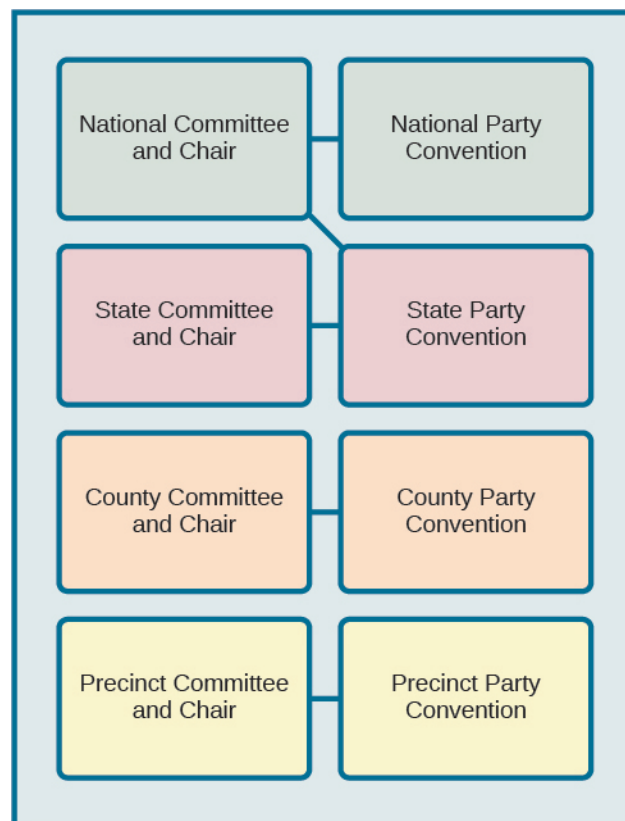 National Committee
and Chair
National Party
Convention
State Committee
and Chair
State Party
Convention
County Committee
and Chair
County Party
Convention
Precinct Committee
and Chair
Precinct Party
Convention